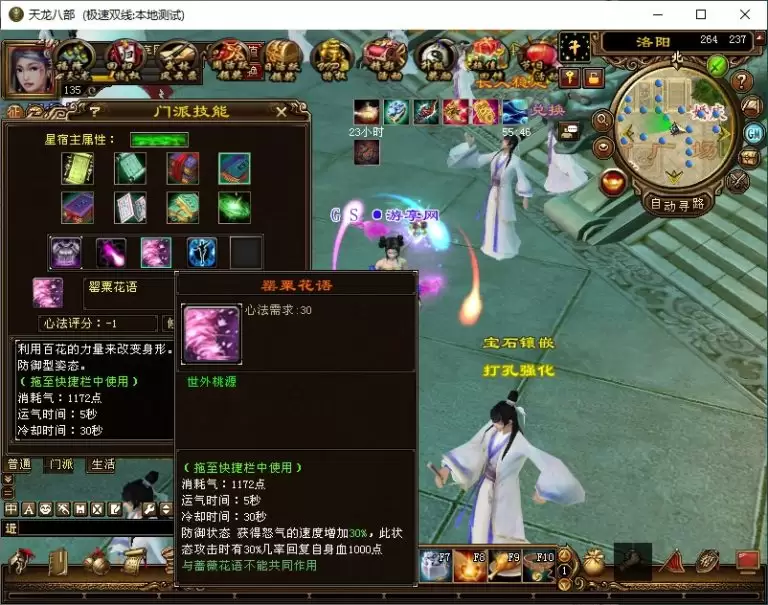 天龙八部 (极速双线:本地测试)
洛阳
264 237
北
135
门派技能
星宿主属性：
23小时
55:46
兑换
广场
GM
自动寻路
GS●游享网
罂粟花语
心法评分：-1
利用百花的力量来改变身形。
防御型姿态。
（拖至快捷栏中使用）
消耗气：1172点
运气时间：5秒
冷却时间：30秒
罂粟花语
心法需求:30
世外桃源
（拖至快捷栏中使用）
消耗气：1172点
运气时间：5秒
冷却时间：30秒
防御状态 获得怒气的速度增加30%，此状
态攻击时有30%几率回复自身血1000点
与蔷薇花语不能共同作用
宝石镶嵌
打孔强化
普通 门派 生活
近
F7 F8 F9 F10
1